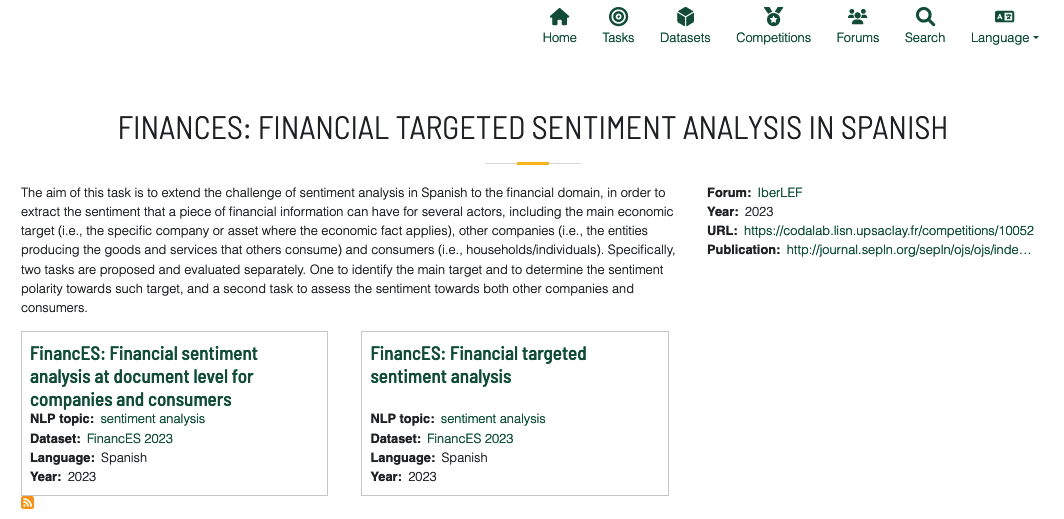 Home Tasks Datasets Competitions Forums Search Language
FINANCES: FINANCIAL TARGETED SENTIMENT ANALYSIS IN SPANISH
The aim of this task is to extend the challenge of sentiment analysis in Spanish to the financial domain, in order to
extract the sentiment that a piece of financial information can have for several actors, including the main economic
target (i.e., the specific company or asset where the economic fact applies), other companies (i.e., the entities
producing the goods and services that others consume) and consumers (i.e., households/individuals). Specifically,
two tasks are proposed and evaluated separately. One to identify the main target and to determine the sentiment
polarity towards such target, and a second task to assess the sentiment towards both other companies and
consumers.
Forum: IberLEF
Year: 2023
URL: https://codalab.lisn.upsaclay.fr/competitions/10052
Publication: http://journal.sepln.org/sepln/ojs/ojs/inde...
FinancES: Financial sentiment
analysis at document level for
companies and consumers
NLP topic: sentiment analysis
Dataset: FinancES 2023
Language: Spanish
Year: 2023
FinancES: Financial targeted
sentiment analysis
NLP topic: sentiment analysis
Dataset: FinancES 2023
Language: Spanish
Year: 2023